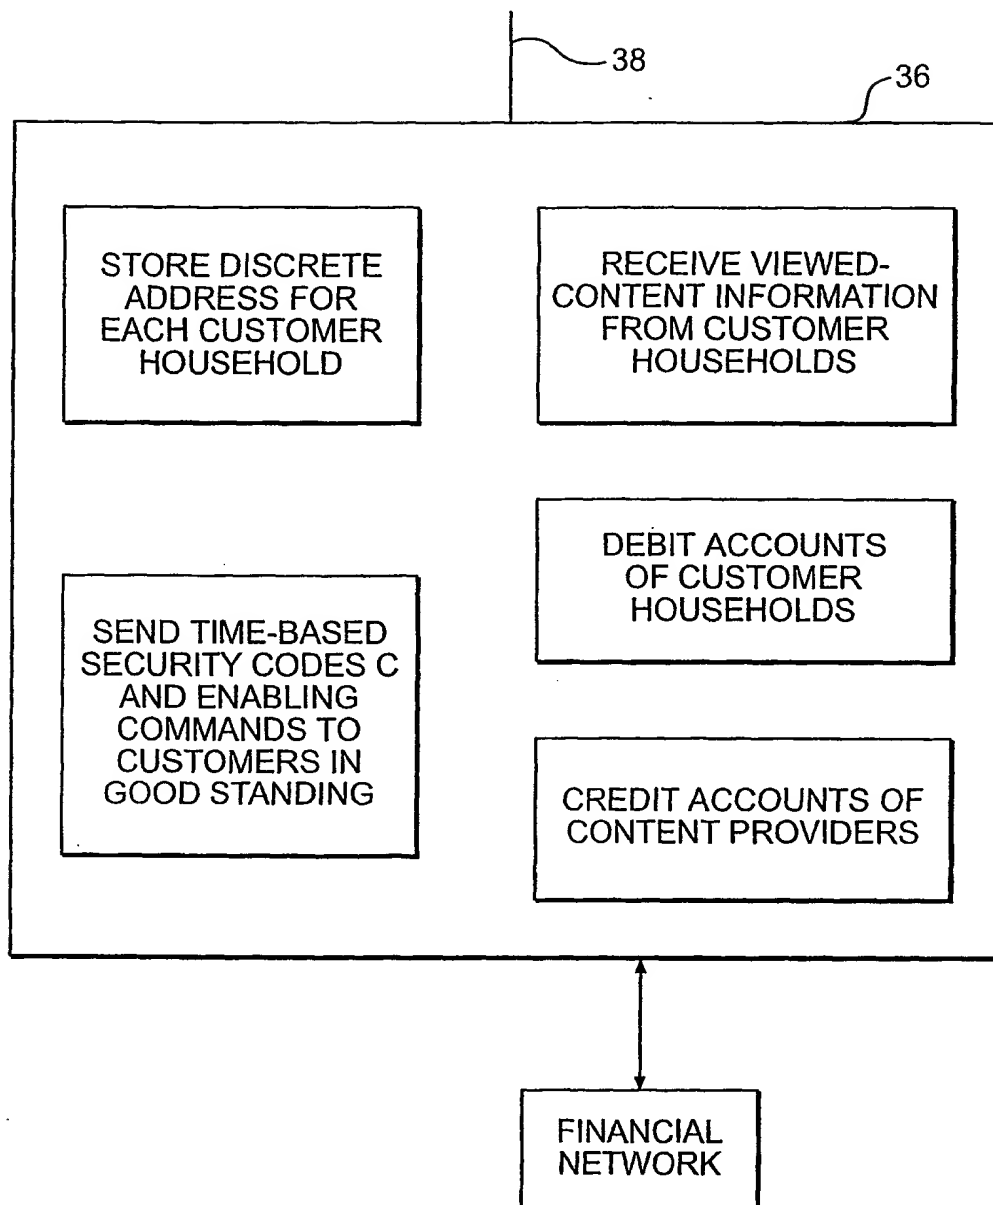 38
36
STORE DISCRETE
ADDRESS FOR
EACH CUSTOMER
HOUSEHOLD
RECEIVE VIEWED-
CONTENT INFORMATION
FROM CUSTOMER
HOUSEHOLDS
SEND TIME-BASED
SECURITY CODES C
AND ENABLING
COMMANDS TO
CUSTOMERS IN
GOOD STANDING
DEBIT ACCOUNTS
OF CUSTOMER
HOUSEHOLDS
CREDIT ACCOUNTS OF
CONTENT PROVIDERS
FINANCIAL
NETWORK